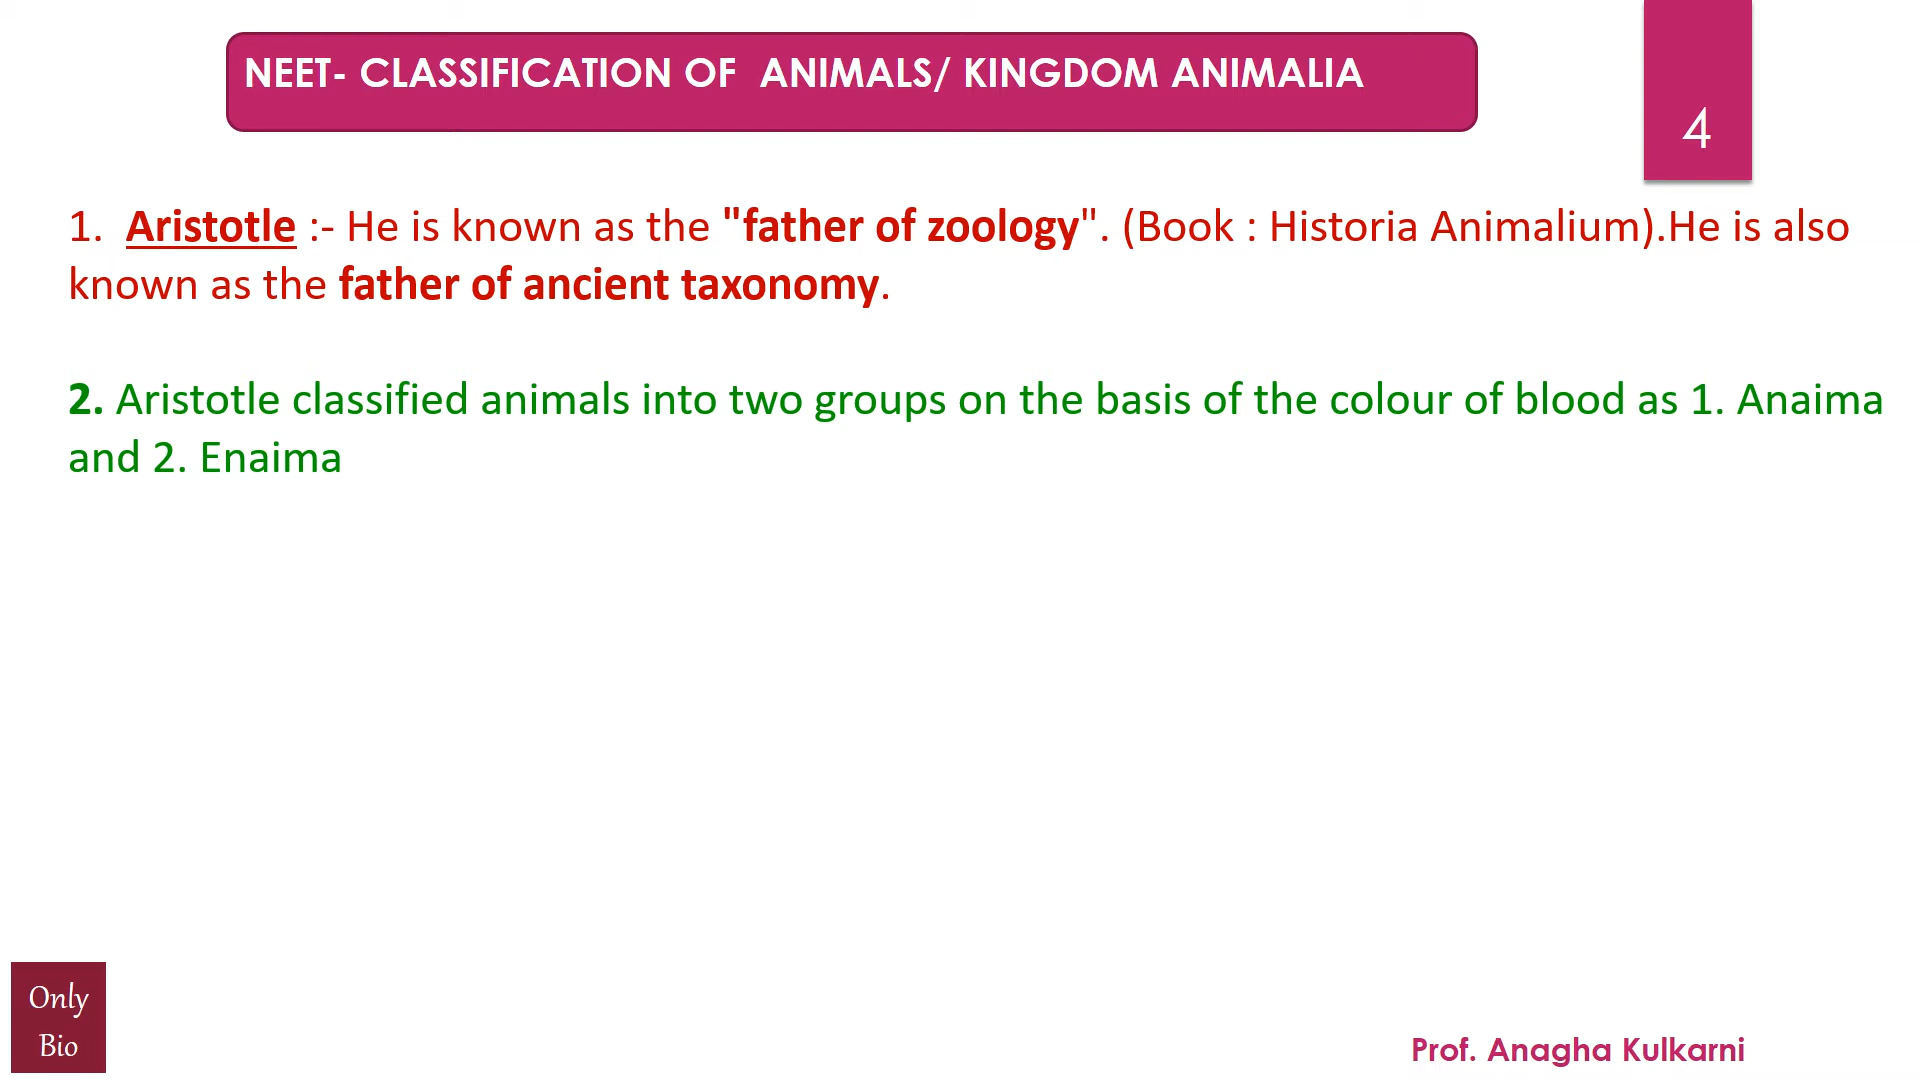 NEET- CLASSIFICATION OF  ANIMALS/ KINGDOM ANIMALIA
4
1.  Aristotle :- He is known as the "father of zoology". (Book : Historia Animalium).He is also
known as the father of ancient taxonomy.
2. Aristotle classified animals into two groups on the basis of the colour of blood as 1. Anaima
and 2. Enaima
Only
Bio
Prof. Anagha Kulkarni